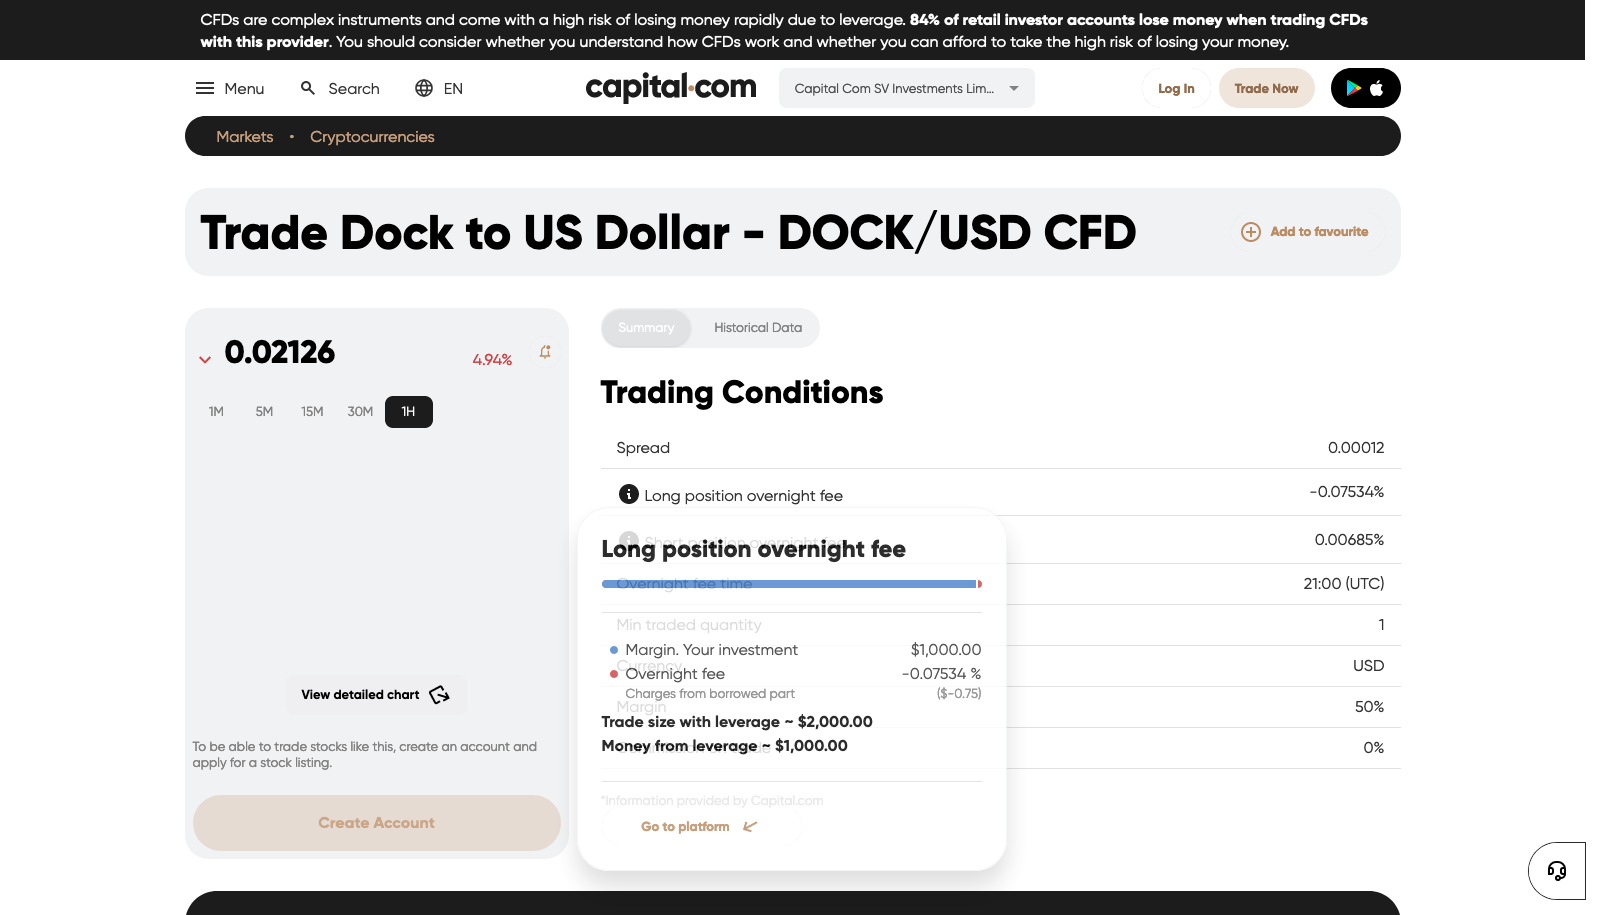 CFDs are complex instruments and come with a high risk of losing money rapidly due to leverage. 84% of retail investor accounts lose money when trading CFDs
with this provider. You should consider whether you understand how CFDs work and whether you can afford to take the high risk of losing your money.
Menu Search EN capital.com Capital Com SV Investments Lim... Log In Trade Now
Markets • Cryptocurrencies
Trade Dock to US Dollar - DOCK/USD CFD Add to favourite
0.02126 4.94%
1M 5M 15M 30M 1H
View detailed chart
To be able to trade stocks like this, create an account and
apply for a stock listing.
Create Account
Summary Historical Data
Trading Conditions
Spread 0.00012
Long position overnight fee -0.07534%
Short position overnight fee 0.00685%
Overnight fee time 21:00 (UTC)
Min traded quantity 1
Currency USD
Margin 50%
0%
Long position overnight fee
Margin. Your investment $1,000.00
Overnight fee -0.07534 %
Charges from borrowed part ($-0.75)
Trade size with leverage ~ $2,000.00
Money from leverage ~ $1,000.00
*Information provided by Capital.com
Go to platform